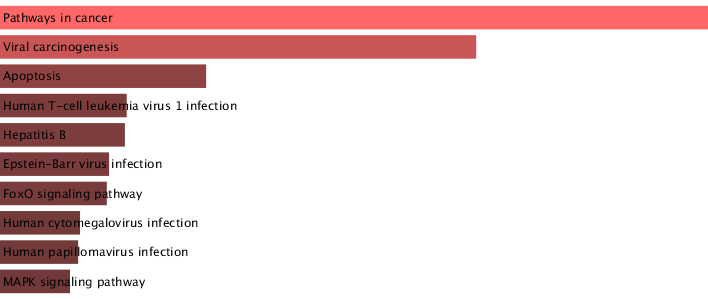 Pathways in cancer
Viral carcinogenesis
Apoptosis
Human T-cell leukemia virus 1 infection
Hepatitis B
Epstein-Barr virus infection
FoxO signaling pathway
Human cytomegalovirus infection
Human papillomavirus infection
MAPK signaling pathway